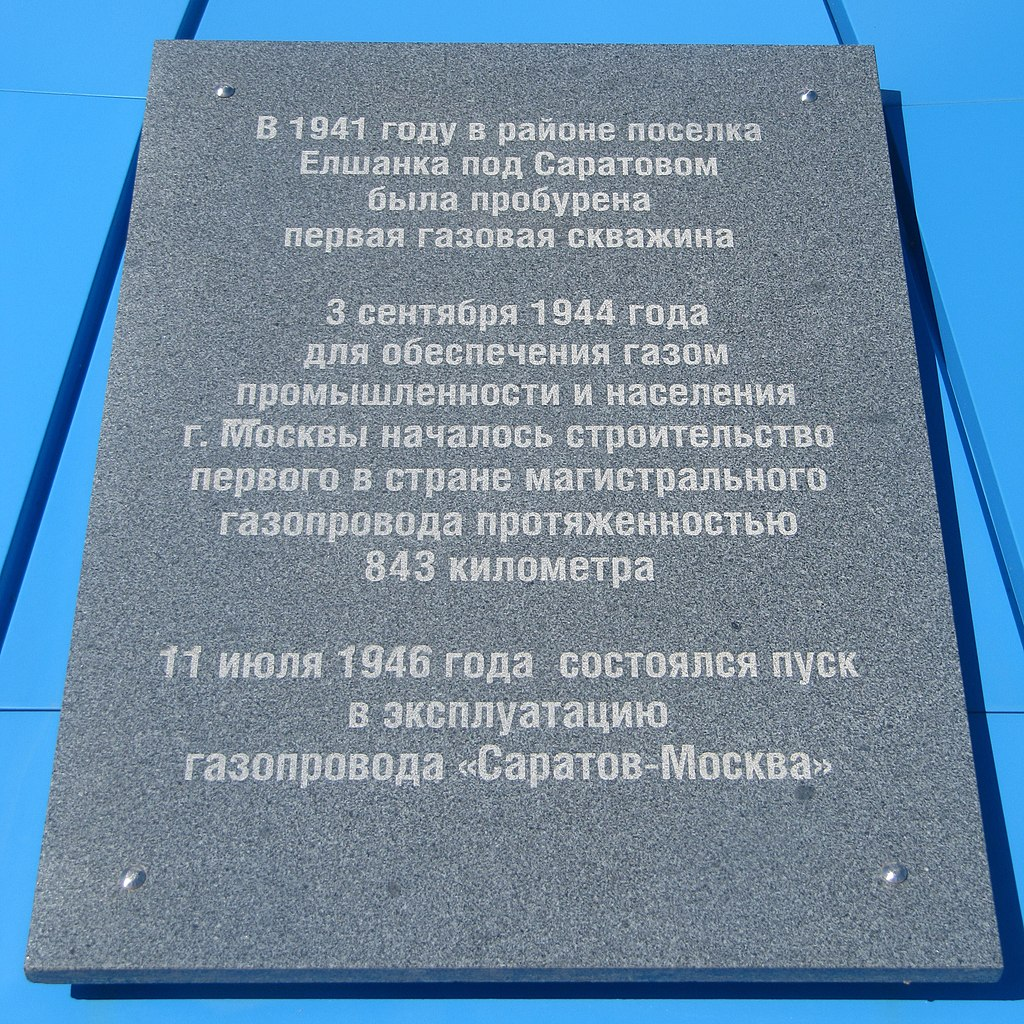 В 1941 году в районе поселка
Елшанка под Саратовом
была пробурена
первая газовая скважина
3 сентября 1944 года
для обеспечения газом
промышленности и населения
г. Москвы началось строительство
первого в стране магистрального
газопровода протяженностью
843 километра
11 июля 1946 года состоялся пуск
в эксплуатацию
газопровода «Саратов-Москва»